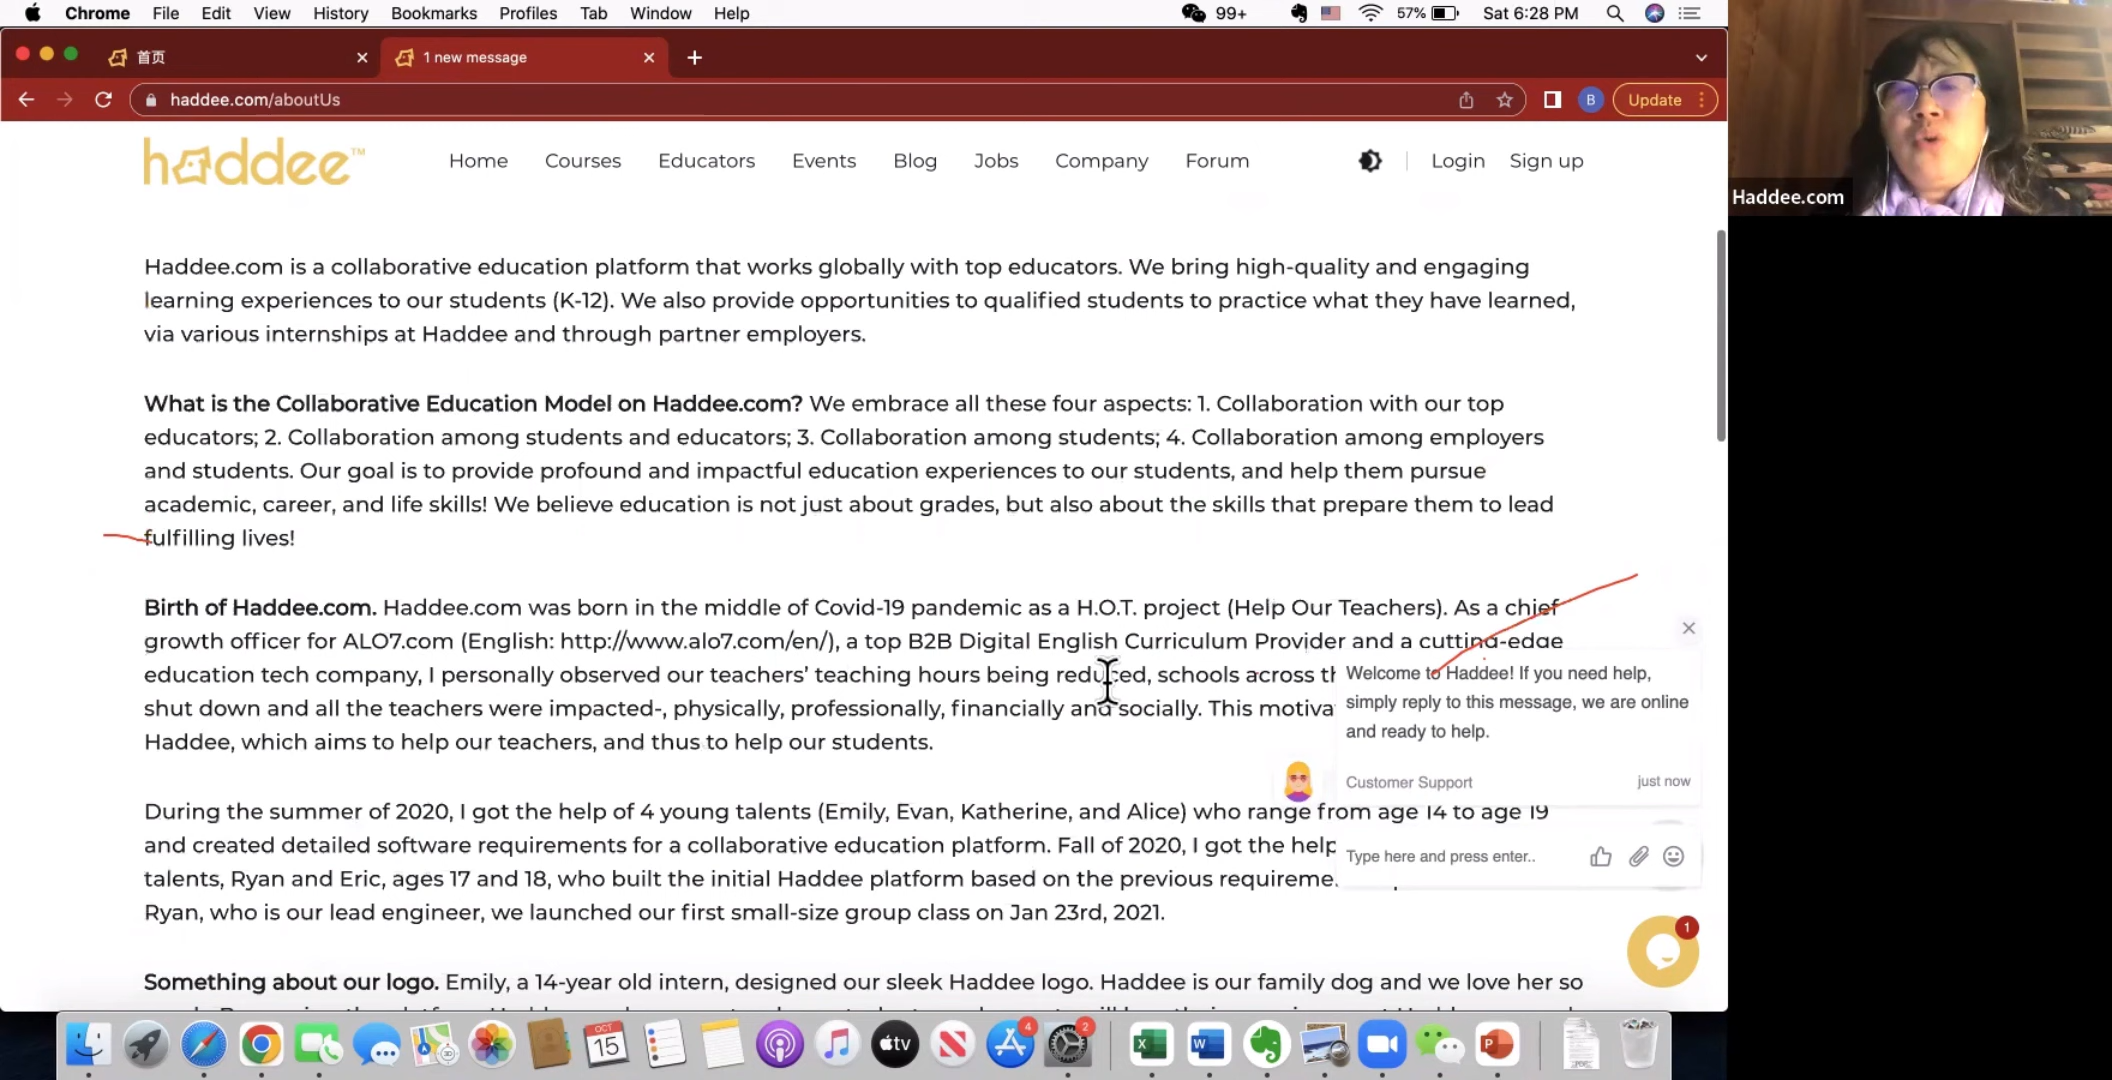 Chrome File Edit View History Bookmarks Profiles Tab Window Help 99+ 57% Sat 6:28 PM
首页 1 new message
haddee.com/aboutUs B Update
haddee™ Home Courses Educators Events Blog Jobs Company Forum Login Sign up
Haddee.com
Haddee.com is a collaborative education platform that works globally with top educators. We bring high-quality and engaging
learning experiences to our students (K-12). We also provide opportunities to qualified students to practice what they have learned,
via various internships at Haddee and through partner employers.
What is the Collaborative Education Model on Haddee.com? We embrace all these four aspects: 1. Collaboration with our top
educators; 2. Collaboration among students and educators; 3. Collaboration among students; 4. Collaboration among employers
and students. Our goal is to provide profound and impactful education experiences to our students, and help them pursue
academic, career, and life skills! We believe education is not just about grades, but also about the skills that prepare them to lead
fulfilling lives!
Birth of Haddee.com. Haddee.com was born in the middle of Covid-19 pandemic as a H.O.T. project (Help Our Teachers). As a chief
growth officer for ALO7.com (English: http://www.alo7.com/en/), a top B2B Digital English Curriculum Provider and a cutting-edge
education tech company, I personally observed our teachers' teaching hours being reduced, schools across
shut down and all the teachers were impacted-, physically, professionally, financially and socially. This
Haddee, which aims to help our teachers, and thus to help our students.
Welcome to Haddee! If you need help,
simply reply to this message, we are online
and ready to help.
Customer Support just now
During the summer of 2020, I got the help of 4 young talents (Emily, Evan, Katherine, and Alice) who range from age 14 to age 19
and created detailed software requirements for a collaborative education platform. Fall of 2020, I got the help
talents, Ryan and Eric, ages 17 and 18, who built the initial Haddee platform based on the previous
Ryan, who is our lead engineer, we launched our first small-size group class on Jan 23rd, 2021.
Type here and press enter..
1
Something about our logo. Emily, a 14-year old intern, designed our sleek Haddee logo. Haddee is our family dog and we love her so
OCT
15
tv
4
2
X
W
P